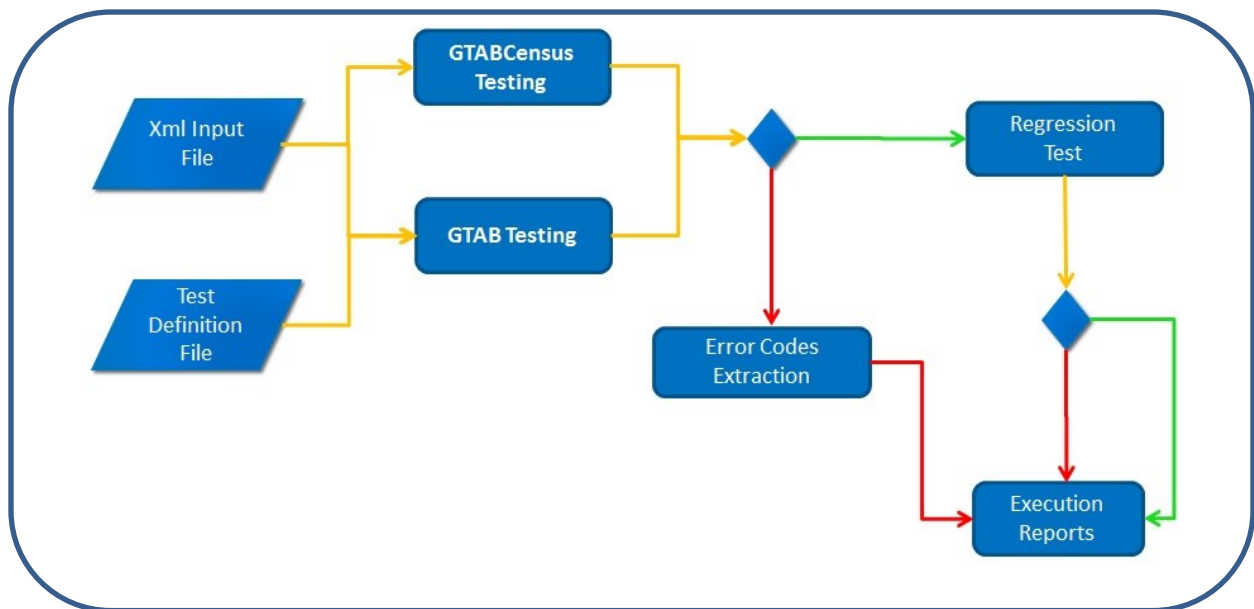 GTABCensus
Testing
Xml Input
File
Regression
Test
GTAB Testing
Test
Definition
File
Error Codes
Extraction
Execution
Reports